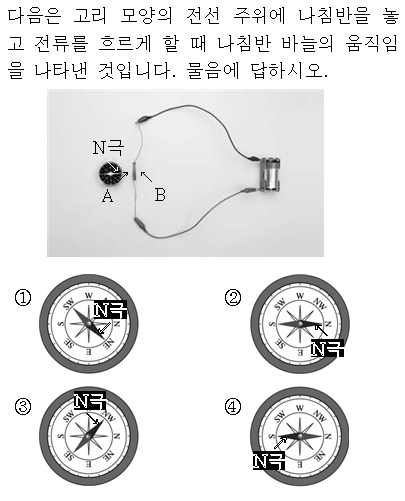 다음은 고리 모양의 전선 주위에 나침반을 놓
고 전류를 흐르게 할 때 나침반 바늘의 움직임
을 나타낸 것입니다. 물음에 답하시오.
N극
A B
① ②
W
SW NW
N극
S N
SE NE
E
W
SW NW
S N
N극
SE NE
E
③ ④
N극
W
SW NW
S N
SE NE
E
W
SW NW
S N
N극
SE NE
E